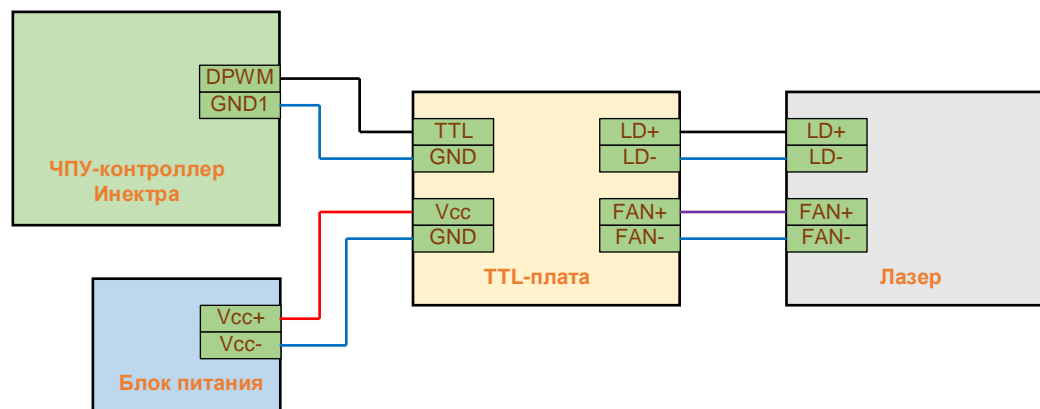 DPWM
GND1
ЧПУ-контроллер
Инектра
TTL
GND
Vcc
GND
LD+
LD-
FAN+
FAN-
TTL-плата
LD+
LD-
FAN+
FAN-
Лазер
Vcc+
Vcc-
Блок питания